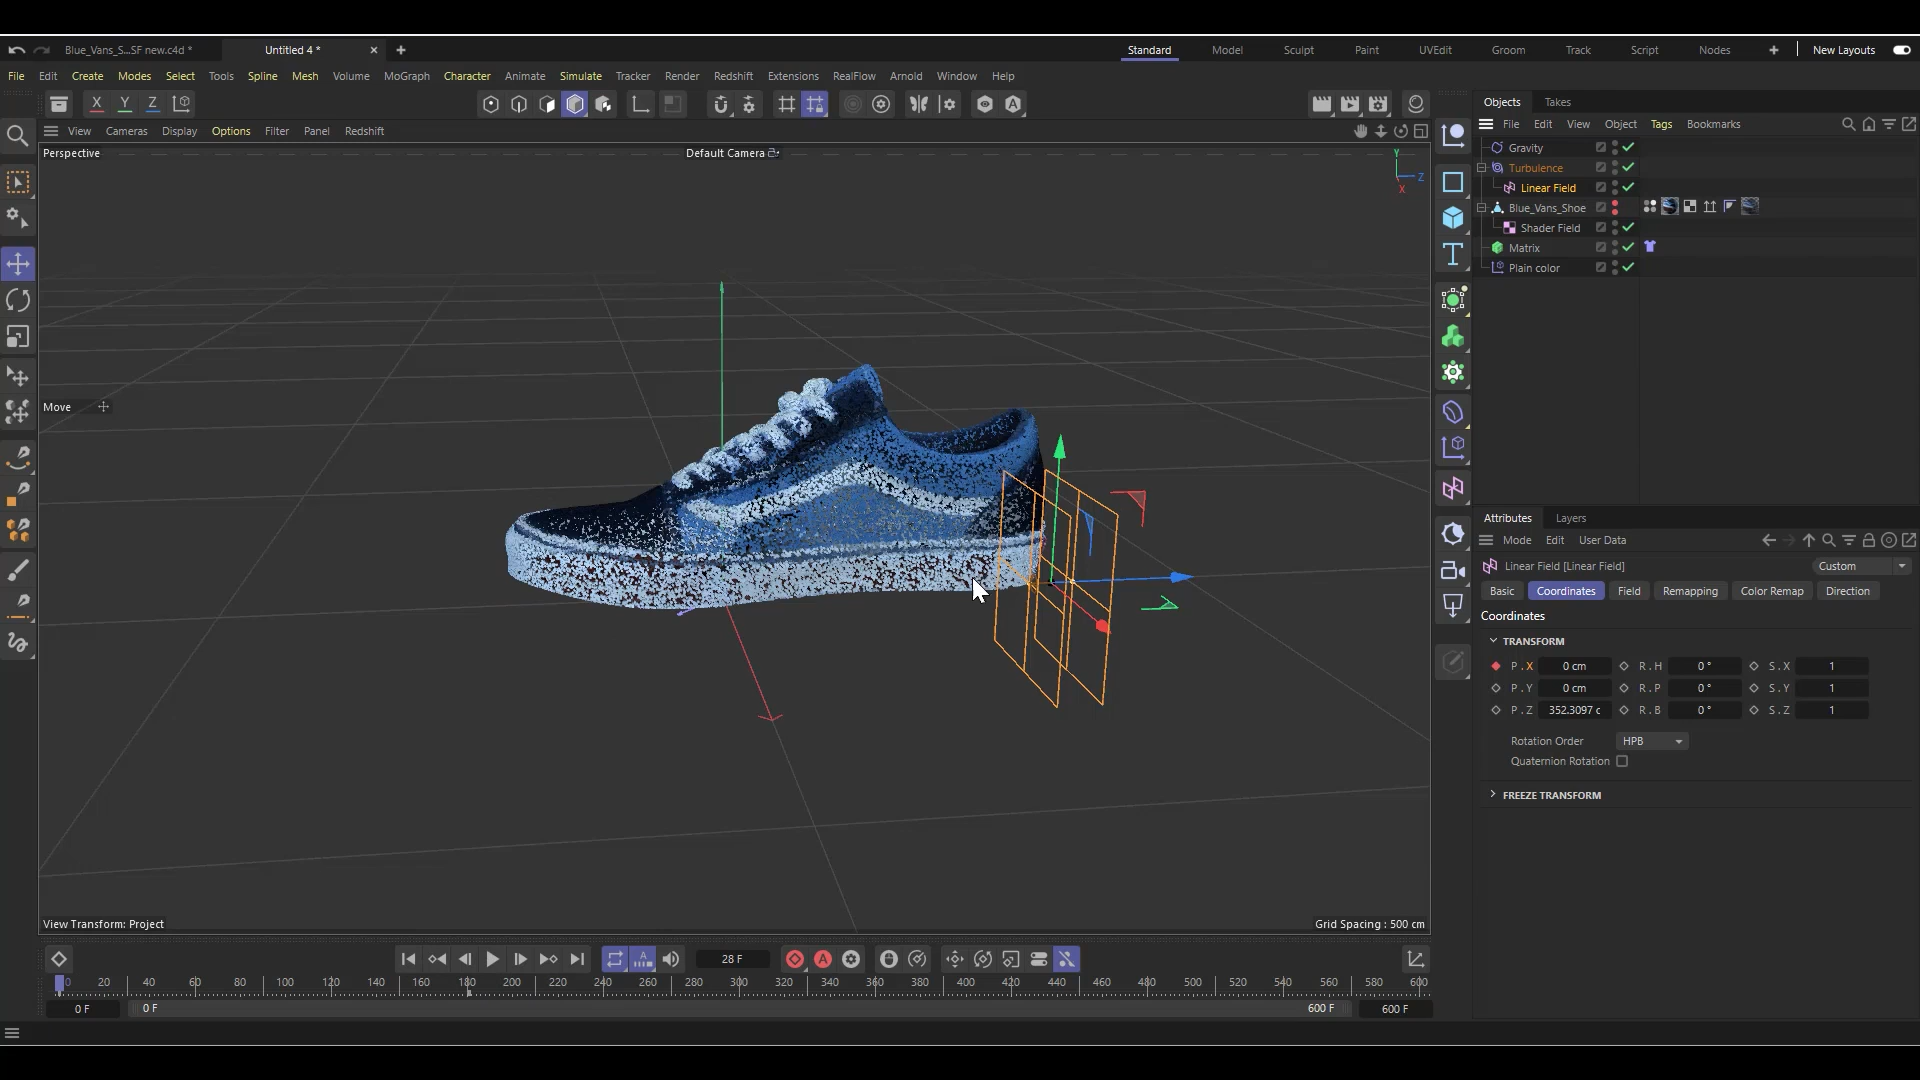 Blue_Vans_S...SF new.c4d *
Untitled 4 *
Standard Model Sculpt Paint UVEdit Groom Track Script Nodes New Layouts
File Edit Create Modes Select Tools Spline Mesh Volume MoGraph Character Animate Simulate Tracker Render Redshift Extensions RealFlow Arnold Window Help
X Y Z
View Cameras Display Options Filter Panel Redshift
Perspective
Default Camera
Y
Z
X
Move
View Transform: Project
Grid Spacing : 500 cm
Objects Takes
File Edit View Object Tags Bookmarks
Gravity
Turbulence
Linear Field
Blue_Vans_Shoe
Shader Field
Matrix
Plain color
Attributes Layers
Mode Edit User Data
Linear Field [Linear Field]
Custom
Basic Coordinates Field Remapping Color Remap Direction
Coordinates
TRANSFORM
P . X 0 cm R . H 0 ° S . X 1
P . Y 0 cm R . P 0 ° S . Y 1
P . Z 352.3097 c R . B 0 ° S . Z 1
Rotation Order HPB
Quaternion Rotation
FREEZE TRANSFORM
28 F
0 20 40 60 80 100 120 140 160 180 200 220 240 260 280 300 320 340 360 380 400 420 440 460 480 500 520 540 560 580 600
0 F 0 F 600 F 600 F